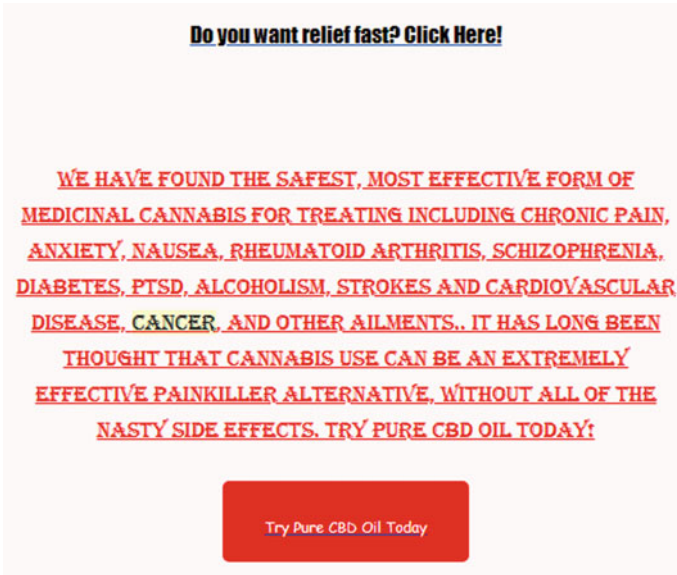 Do you want relief fast? Click Here!
WE HAVE FOUND THE SAFEST, MOST EFFECTIVE FORM OF
MEDICINAL CANNABIS FOR TREATING INCLUDING CHRONIC PAIN,
ANXIETY, NAUSEA, RHEUMATOID ARTHRITIS, SCHIZOPHRENIA,
DIABETES, PTSD, ALCOHOLISM, STROKES AND CARDIOVASCULAR
DISEASE, CANCER, AND OTHER AILMENTS.. IT HAS LONG BEEN
THOUGHT THAT CANNABIS USE CAN BE AN EXTREMELY
EFFECTIVE PAINKILLER ALTERNATIVE, WITHOUT ALL OF THE
NASTY SIDE EFFECTS. TRY PURE CBD OIL TODAY!
Try Pure CBD Oil Today